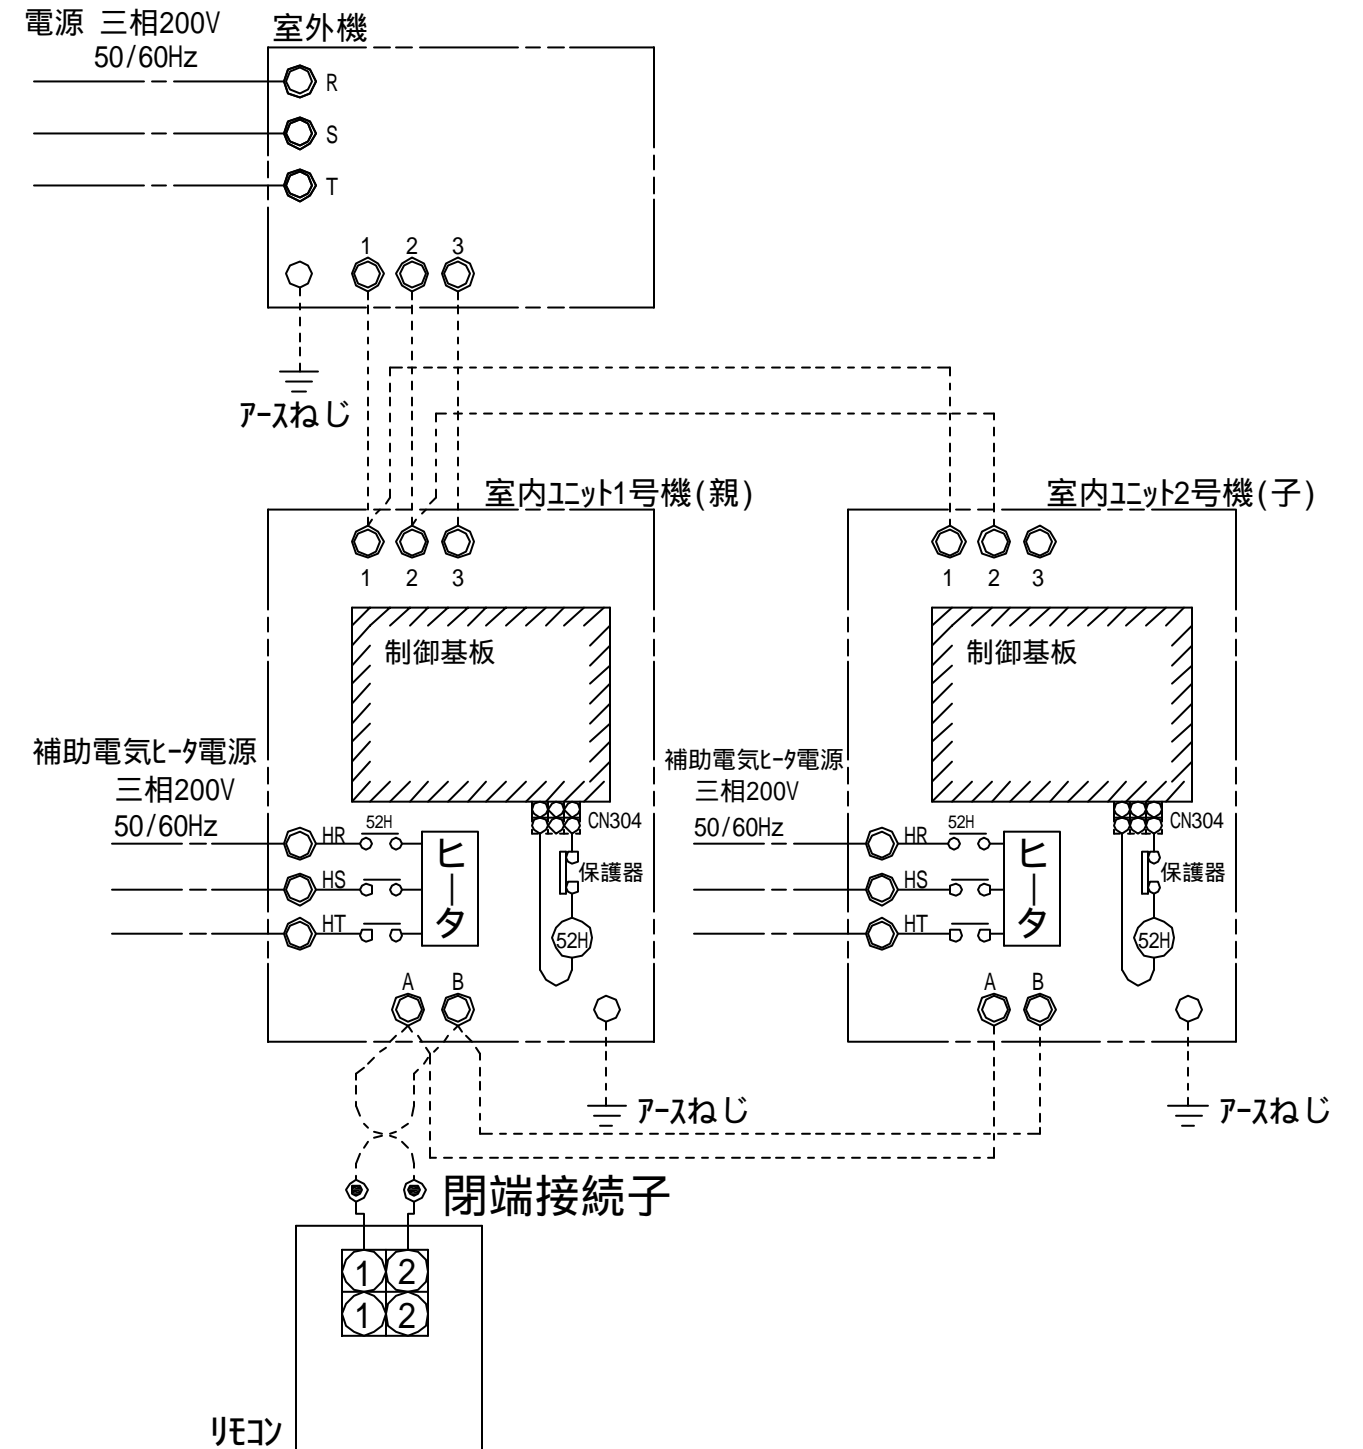 電源 三相200V
50/60Hz
室外機
R
S
T
1 2 3
ｱｰｽねじ
室内ﾕﾆｯﾄ1号機(親)
1 2 3
制御基板
補助電気ﾋｰﾀ電源
三相200V
50/60Hz
CN304
52H
HR
HS
HT
ヒータ
保護器
52H
A B
ｱｰｽねじ
室内ﾕﾆｯﾄ2号機(子)
1 2 3
制御基板
補助電気ﾋｰﾀ電源
三相200V
50/60Hz
CN304
52H
HR
HS
HT
ヒータ
保護器
52H
A B
ｱｰｽねじ
閉端接続子
1 2
1 2
ﾘﾓｺﾝ